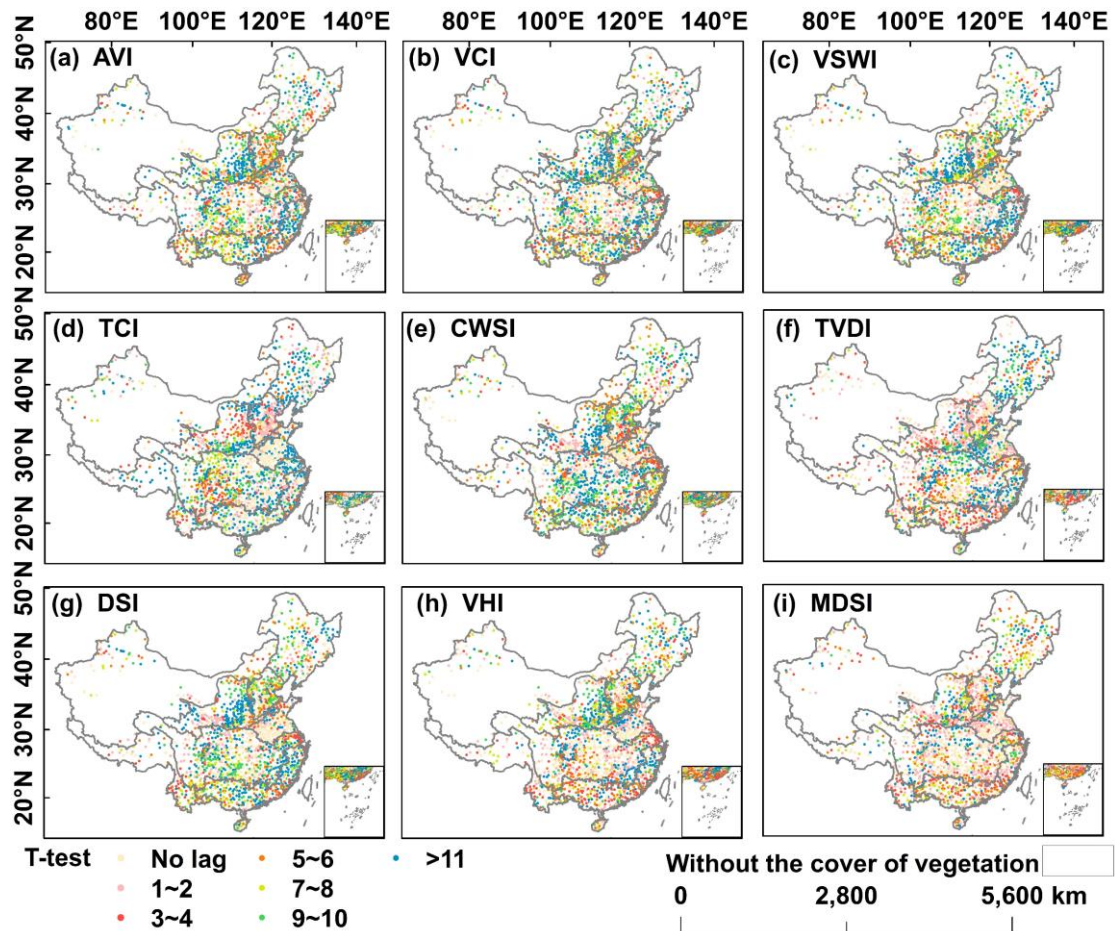 80°E 100°E 120°E 140°E 80°E 100°E 120°E 140°E 100°E 120°E 140°E
50°N
40°N
30°N
20°N
(a) AVI
(b) VCI
(c) VSWI
50°N
40°N
30°N
20°N
(d) TCI
(e) CWSI
(f) TVDI
50°N
40°N
30°N
20°N
(g) DSI
(h) VHI
(i) MDSI
T-test No lag 5~6 >11
1~2 7~8
3~4 9~10
Without the cover of vegetation
0 2,800 5,600 km